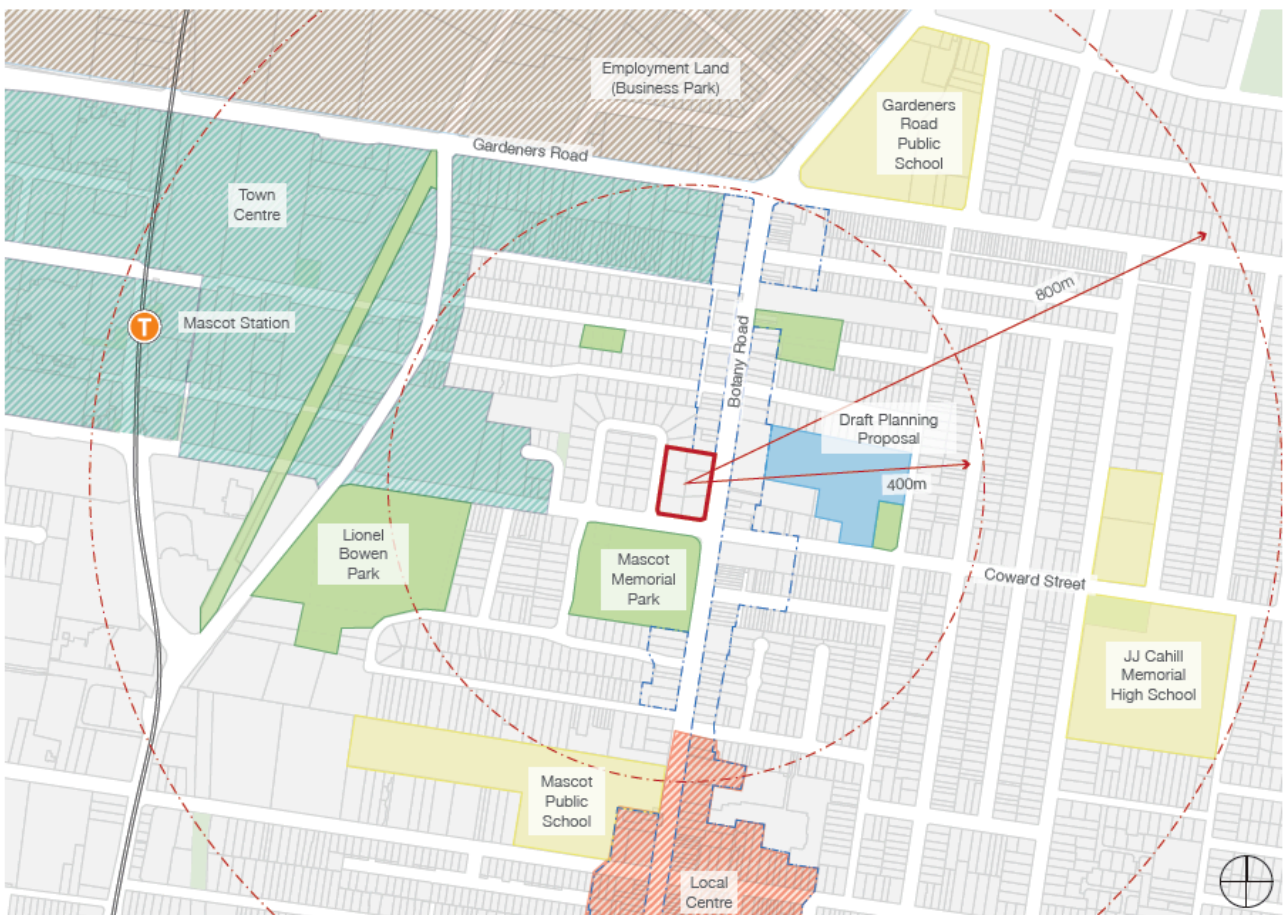 Employment Land
(Business Park)
Gardeners
Road
Public
School
Gardeners Road
Town
Centre
800m
T
Mascot Station
Botany Road
Draft Planning
Proposal
400m
Lionel
Bowen
Park
Mascot
Memorial
Park
Coward Street
JJ Cahill
Memorial
High School
Mascot
Public
School
Local
Centre